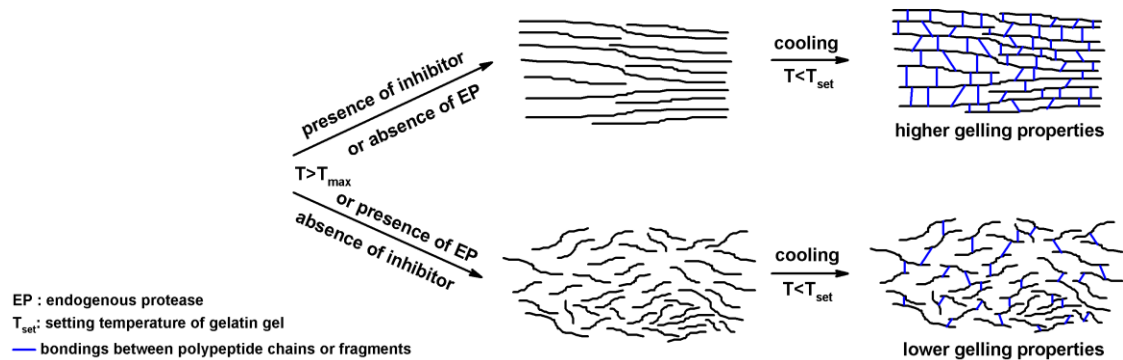 presence of inhibitor
or absence of EP
cooling
T<Tset
higher gelling properties
T>Tmax
or presence of EP
absence of inhibitor
cooling
T<Tset
lower gelling properties
EP : endogenous protease
Tset: setting temperature of gelatin gel
bondings between polypeptide chains or fragments